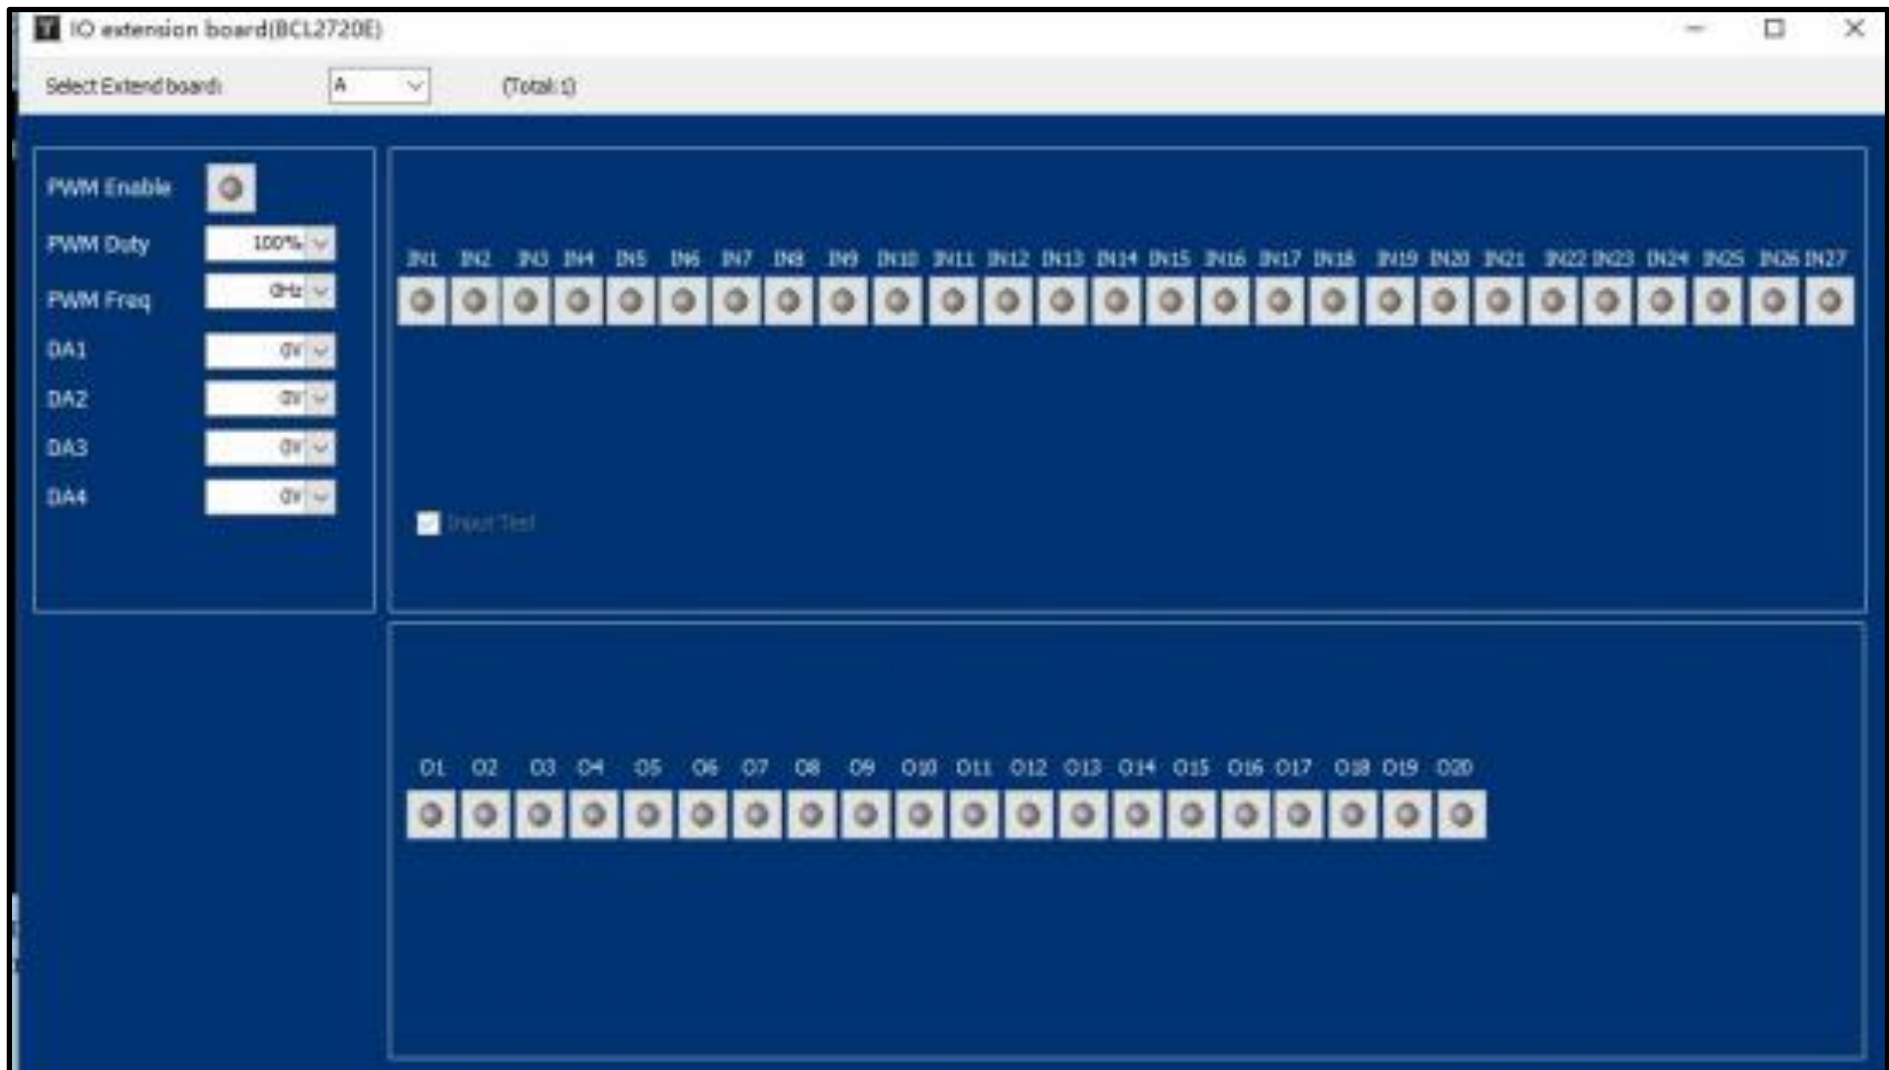 IO extension board(BCL2720E)
Select Extend board: A (Total: 1)
PWM Enable
PWM Duty 100%
PWM Freq 0Hz
DA1 0V
DA2 0V
DA3 0V
DA4 0V
IN1 IN2 IN3 IN4 IN5 IN6 IN7 IN8 IN9 IN10 IN11 IN12 IN13 IN14 IN15 IN16 IN17 IN18 IN19 IN20 IN21 IN22 IN23 IN24 IN25 IN26 IN27
Input Test
O1 O2 O3 O4 O5 O6 O7 O8 O9 O10 O11 O12 O13 O14 O15 O16 O17 O18 O19 O20